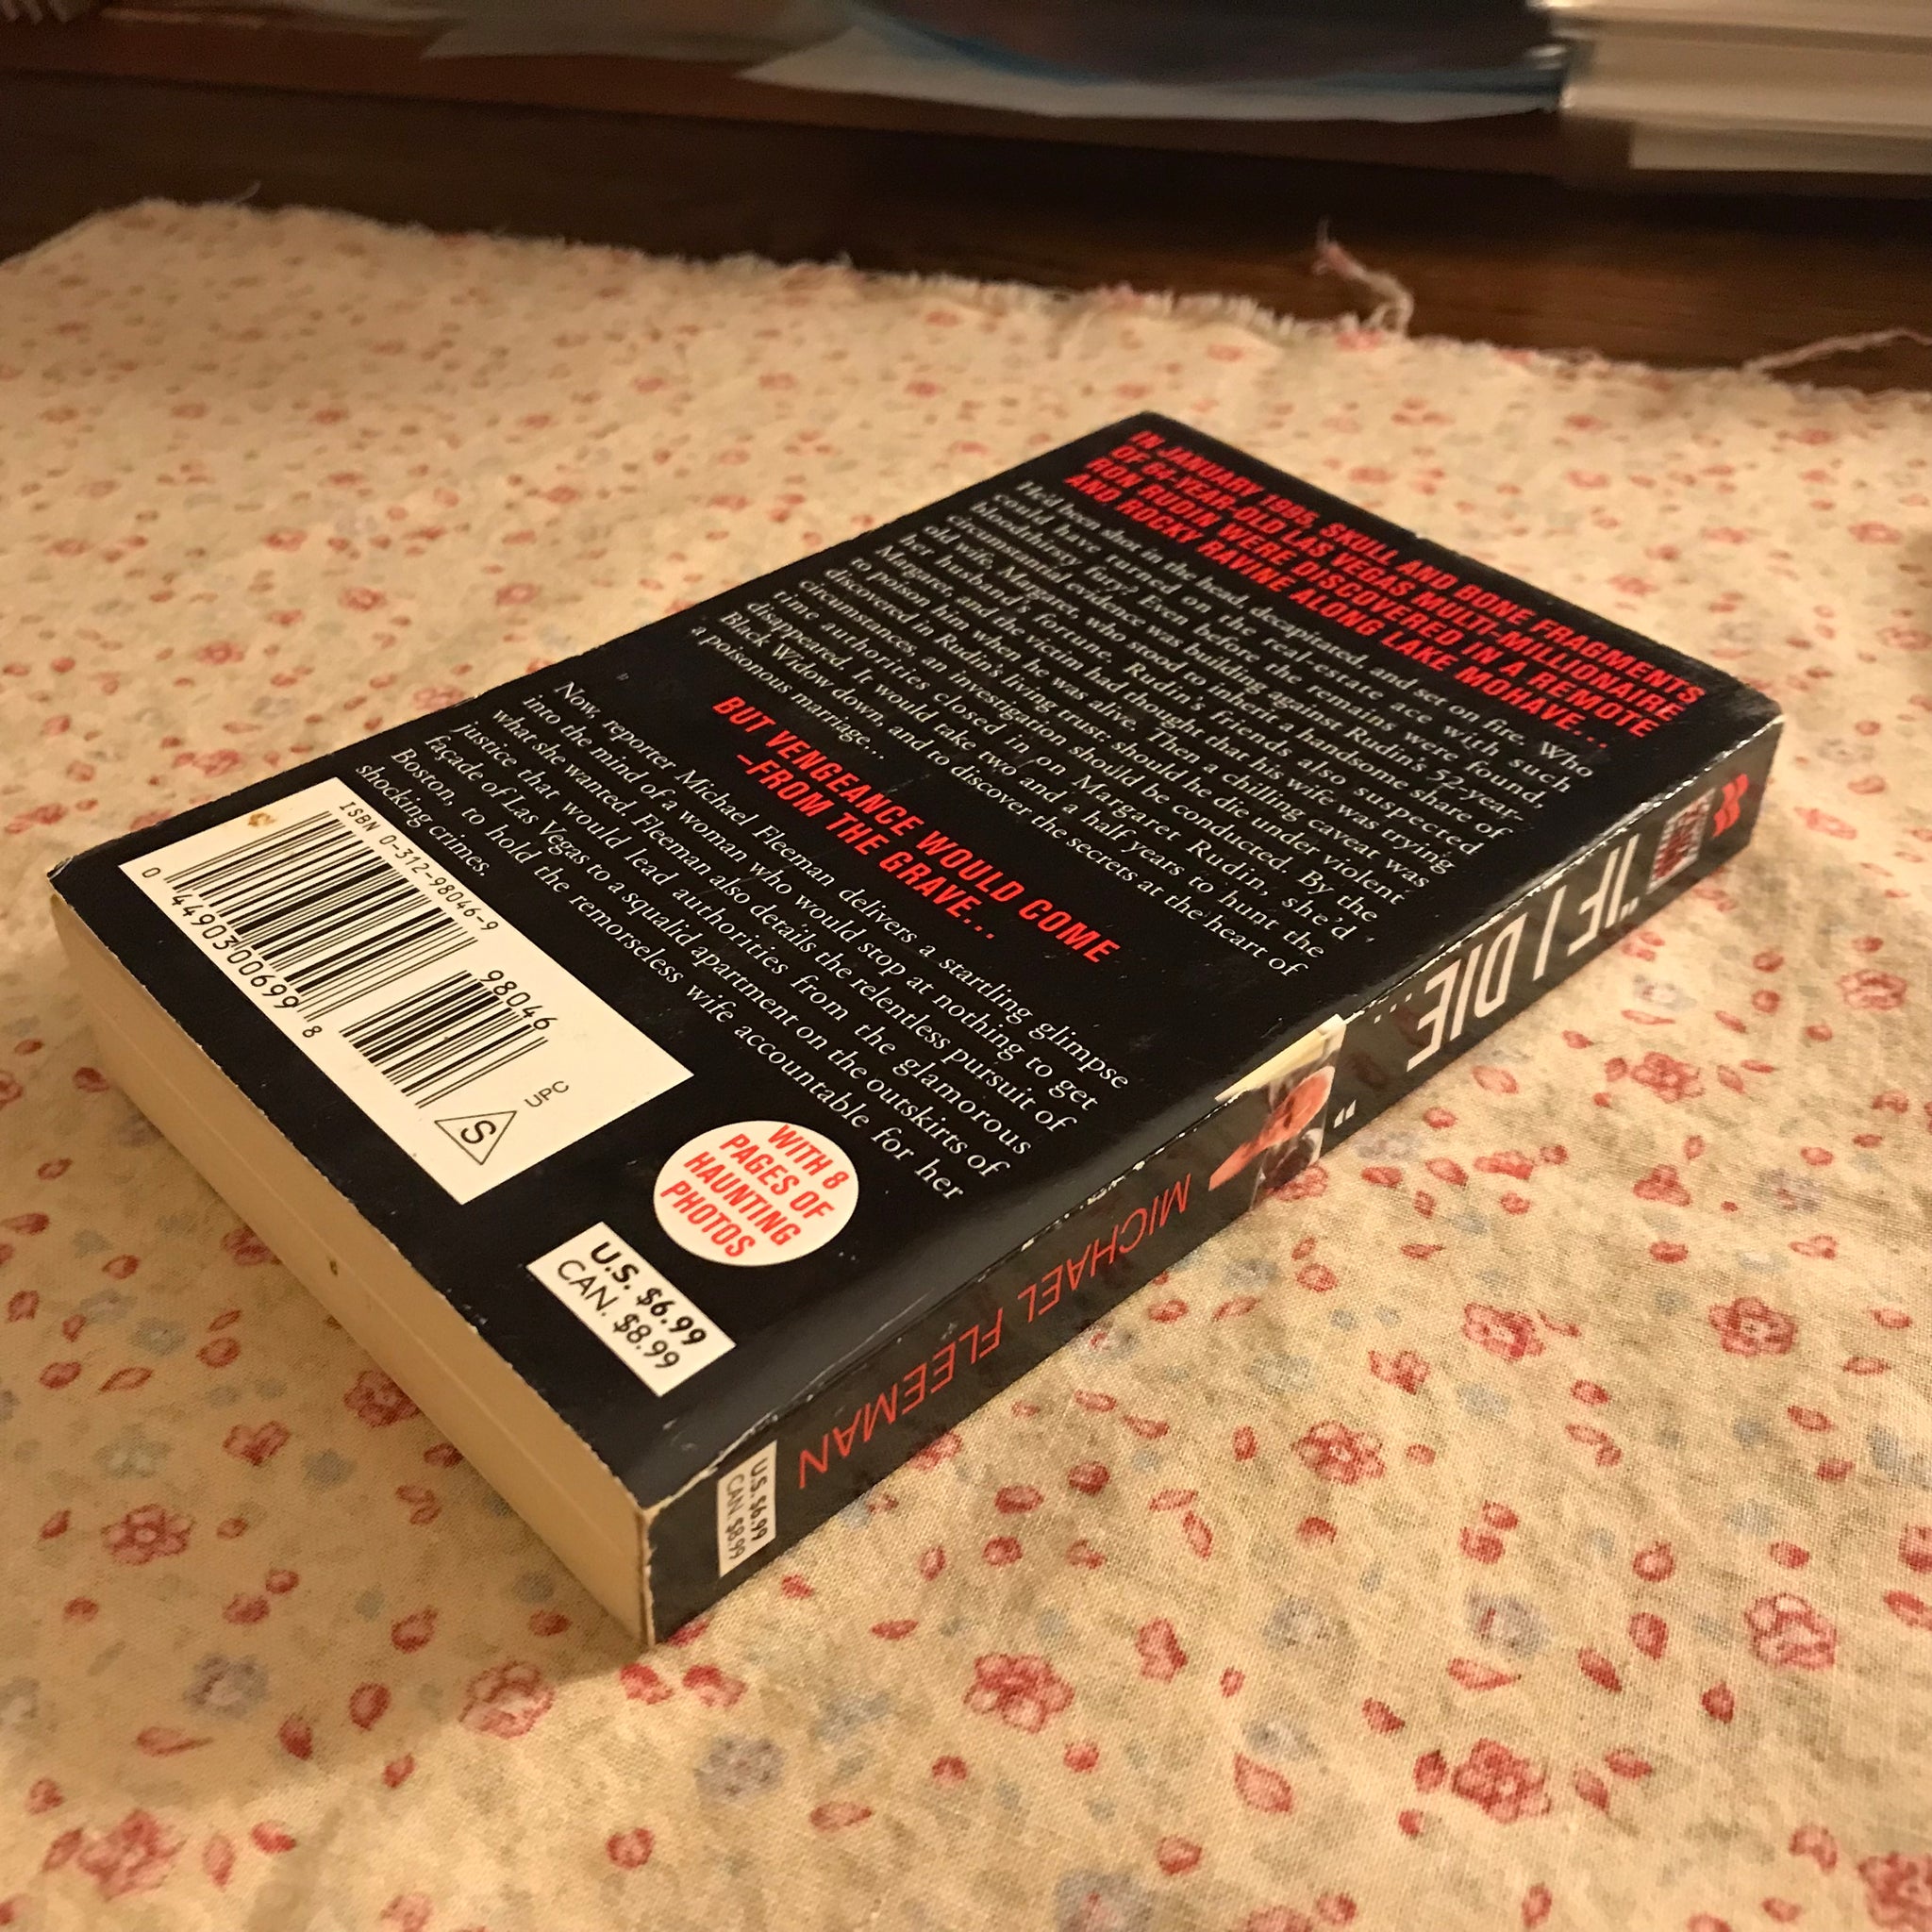 IN JANUARY 1995, SKULL AND BONE FRAGMENTS
OF 64-YEAR-OLD LAS VEGAS MULTI-MILLIONAIRE
RON RUDIN WERE DISCOVERED IN A REMOTE
AND ROCKY RAVINE ALONG LAKE MOHAVE...
He'd been shot in the head, decapitated, and set on fire. Who
could have turned on the real-estate ace with such
bloodthirsty fury? Even before the remains were found,
circumstantial evidence was building against Rudin's 52-year-
old wife, Margaret, who stood to inherit a handsome share of
her husband's fortune. Rudin's friends also suspected
Margaret, and the victim had thought that his wife was trying
to poison him when he was alive. Then a chilling caveat was
discovered in Rudin's living trust: should he die under violent
circumstances, an investigation should be conducted. By the
time authorities closed in on Margaret Rudin, she'd
disappeared. It would take two and a half years to hunt the
Black Widow down, and to discover the secrets at the heart of
a poisonous marriage...
BUT VENGEANCE WOULD COME
–FROM THE GRAVE...
Now, reporter Michael Fleeman delivers a startling glimpse
into the mind of a woman who would stop at nothing to get
what she wanted. Fleeman also details the relentless pursuit of
justice that would lead authorities from the glamorous
façade of Las Vegas to a squalid apartment on the outskirts of
Boston, to hold the remorseless wife accountable for her
shocking crimes.
ISBN 0-312-98046-9
98046
0 44903 00699 8
S
UPC
WITH 8
PAGES OF
HAUNTING
PHOTOS
U.S. $6.99
CAN. $8.99
"IF I DIE..."
MICHAEL FLEEMAN
U.S. $6.99
CAN. $8.99